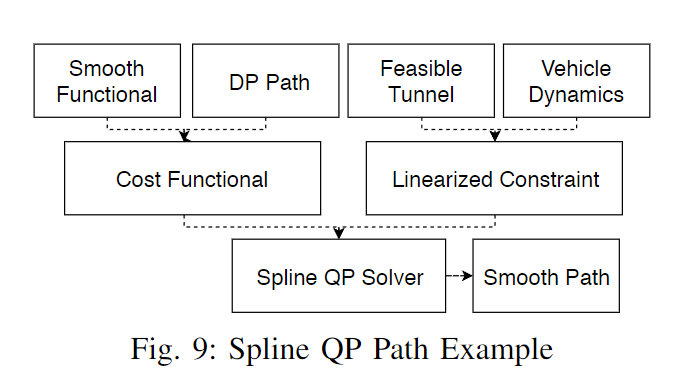 Smooth
Functional
DP Path
Feasible
Tunnel
Vehicle
Dynamics
Cost Functional
Linearized Constraint
Spline QP Solver
Smooth Path
Fig. 9: Spline QP Path Example